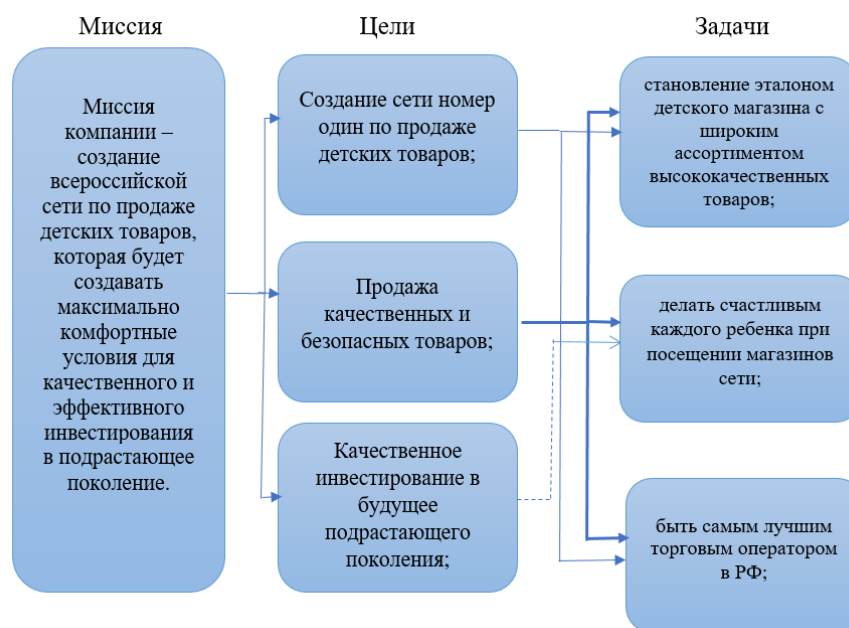 Миссия
Цели
Задачи
Миссия
компании –
создание
всероссийской
сети по продаже
детских товаров,
которая будет
создавать
максимально
комфортные
условия для
качественного и
эффективного
инвестирования
в подрастающее
поколение.
Создание сети номер
один по продаже
детских товаров;
Продажа
качественных и
безопасных товаров;
Качественное
инвестирование в
будущее
подрастающего
поколения;
становление эталоном
детского магазина с
широким
ассортиментом
высококачественных
товаров;
делать счастливым
каждого ребенка при
посещении магазинов
сети;
быть самым лучшим
торговым оператором
в РФ;